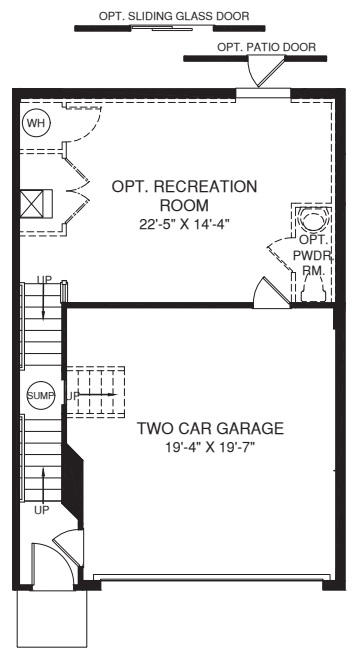 OPT. SLIDING GLASS DOOR
OPT. PATIO DOOR
WH
OPT. RECREATION
ROOM
22'-5" X 14'-4"
OPT.
PWDR.
RM.
UP
SUMP
UP
TWO CAR GARAGE
19'-4" X 19'-7"
UP